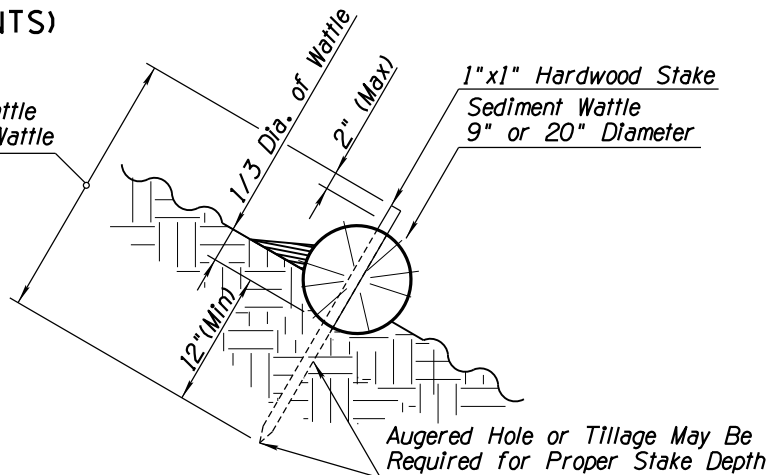 NTS)
1/3 Dia. of Wattle
2" (Max)
1"x1" Hardwood Stake
Sediment Wattle
9" or 20" Diameter
Wattle
12"(Min)
Augered Hole or Tillage May Be
Required for Proper Stake Depth